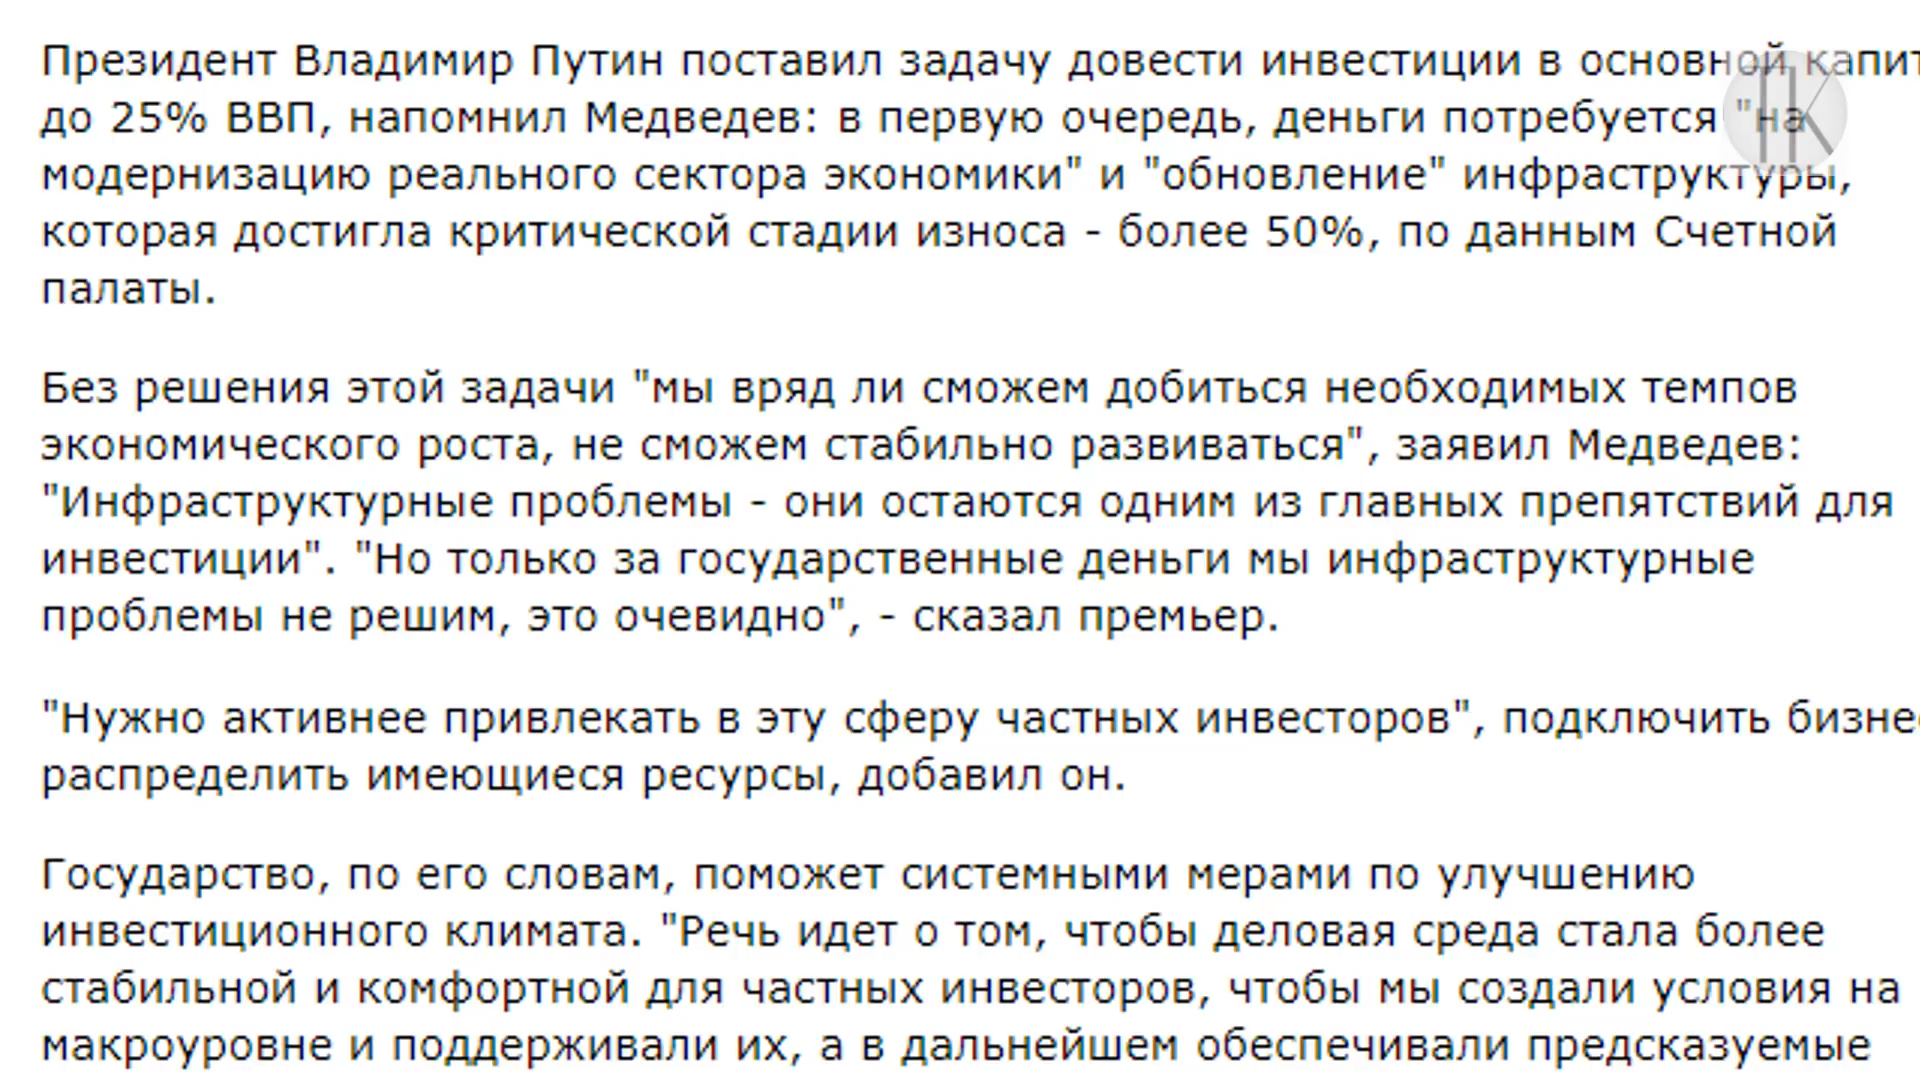 Президент Владимир Путин поставил задачу довести инвестиции в основной капит
до 25% ВВП, напомнил Медведев: в первую очередь, деньги потребуется "на
модернизацию реального сектора экономики" и "обновление" инфраструктуры,
которая достигла критической стадии износа - более 50%, по данным Счетной
палаты.
Без решения этой задачи "мы вряд ли сможем добиться необходимых темпов
экономического роста, не сможем стабильно развиваться", заявил Медведев:
"Инфраструктурные проблемы - они остаются одним из главных препятствий для
инвестиции". "Но только за государственные деньги мы инфраструктурные
проблемы не решим, это очевидно", - сказал премьер.
"Нужно активнее привлекать в эту сферу частных инвесторов", подключить бизне
распределить имеющиеся ресурсы, добавил он.
Государство, по его словам, поможет системными мерами по улучшению
инвестиционного климата. "Речь идет о том, чтобы деловая среда стала более
стабильной и комфортной для частных инвесторов, чтобы мы создали условия на
макроуровне и поддерживали их, а в дальнейшем обеспечивали предсказуемые